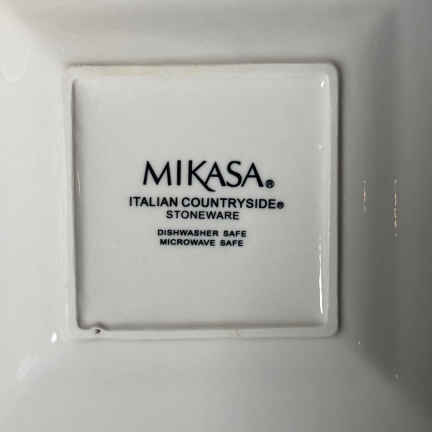 MIKASA®
ITALIAN COUNTRYSIDE®
STONEWARE
DISHWASHER SAFE
MICROWAVE SAFE